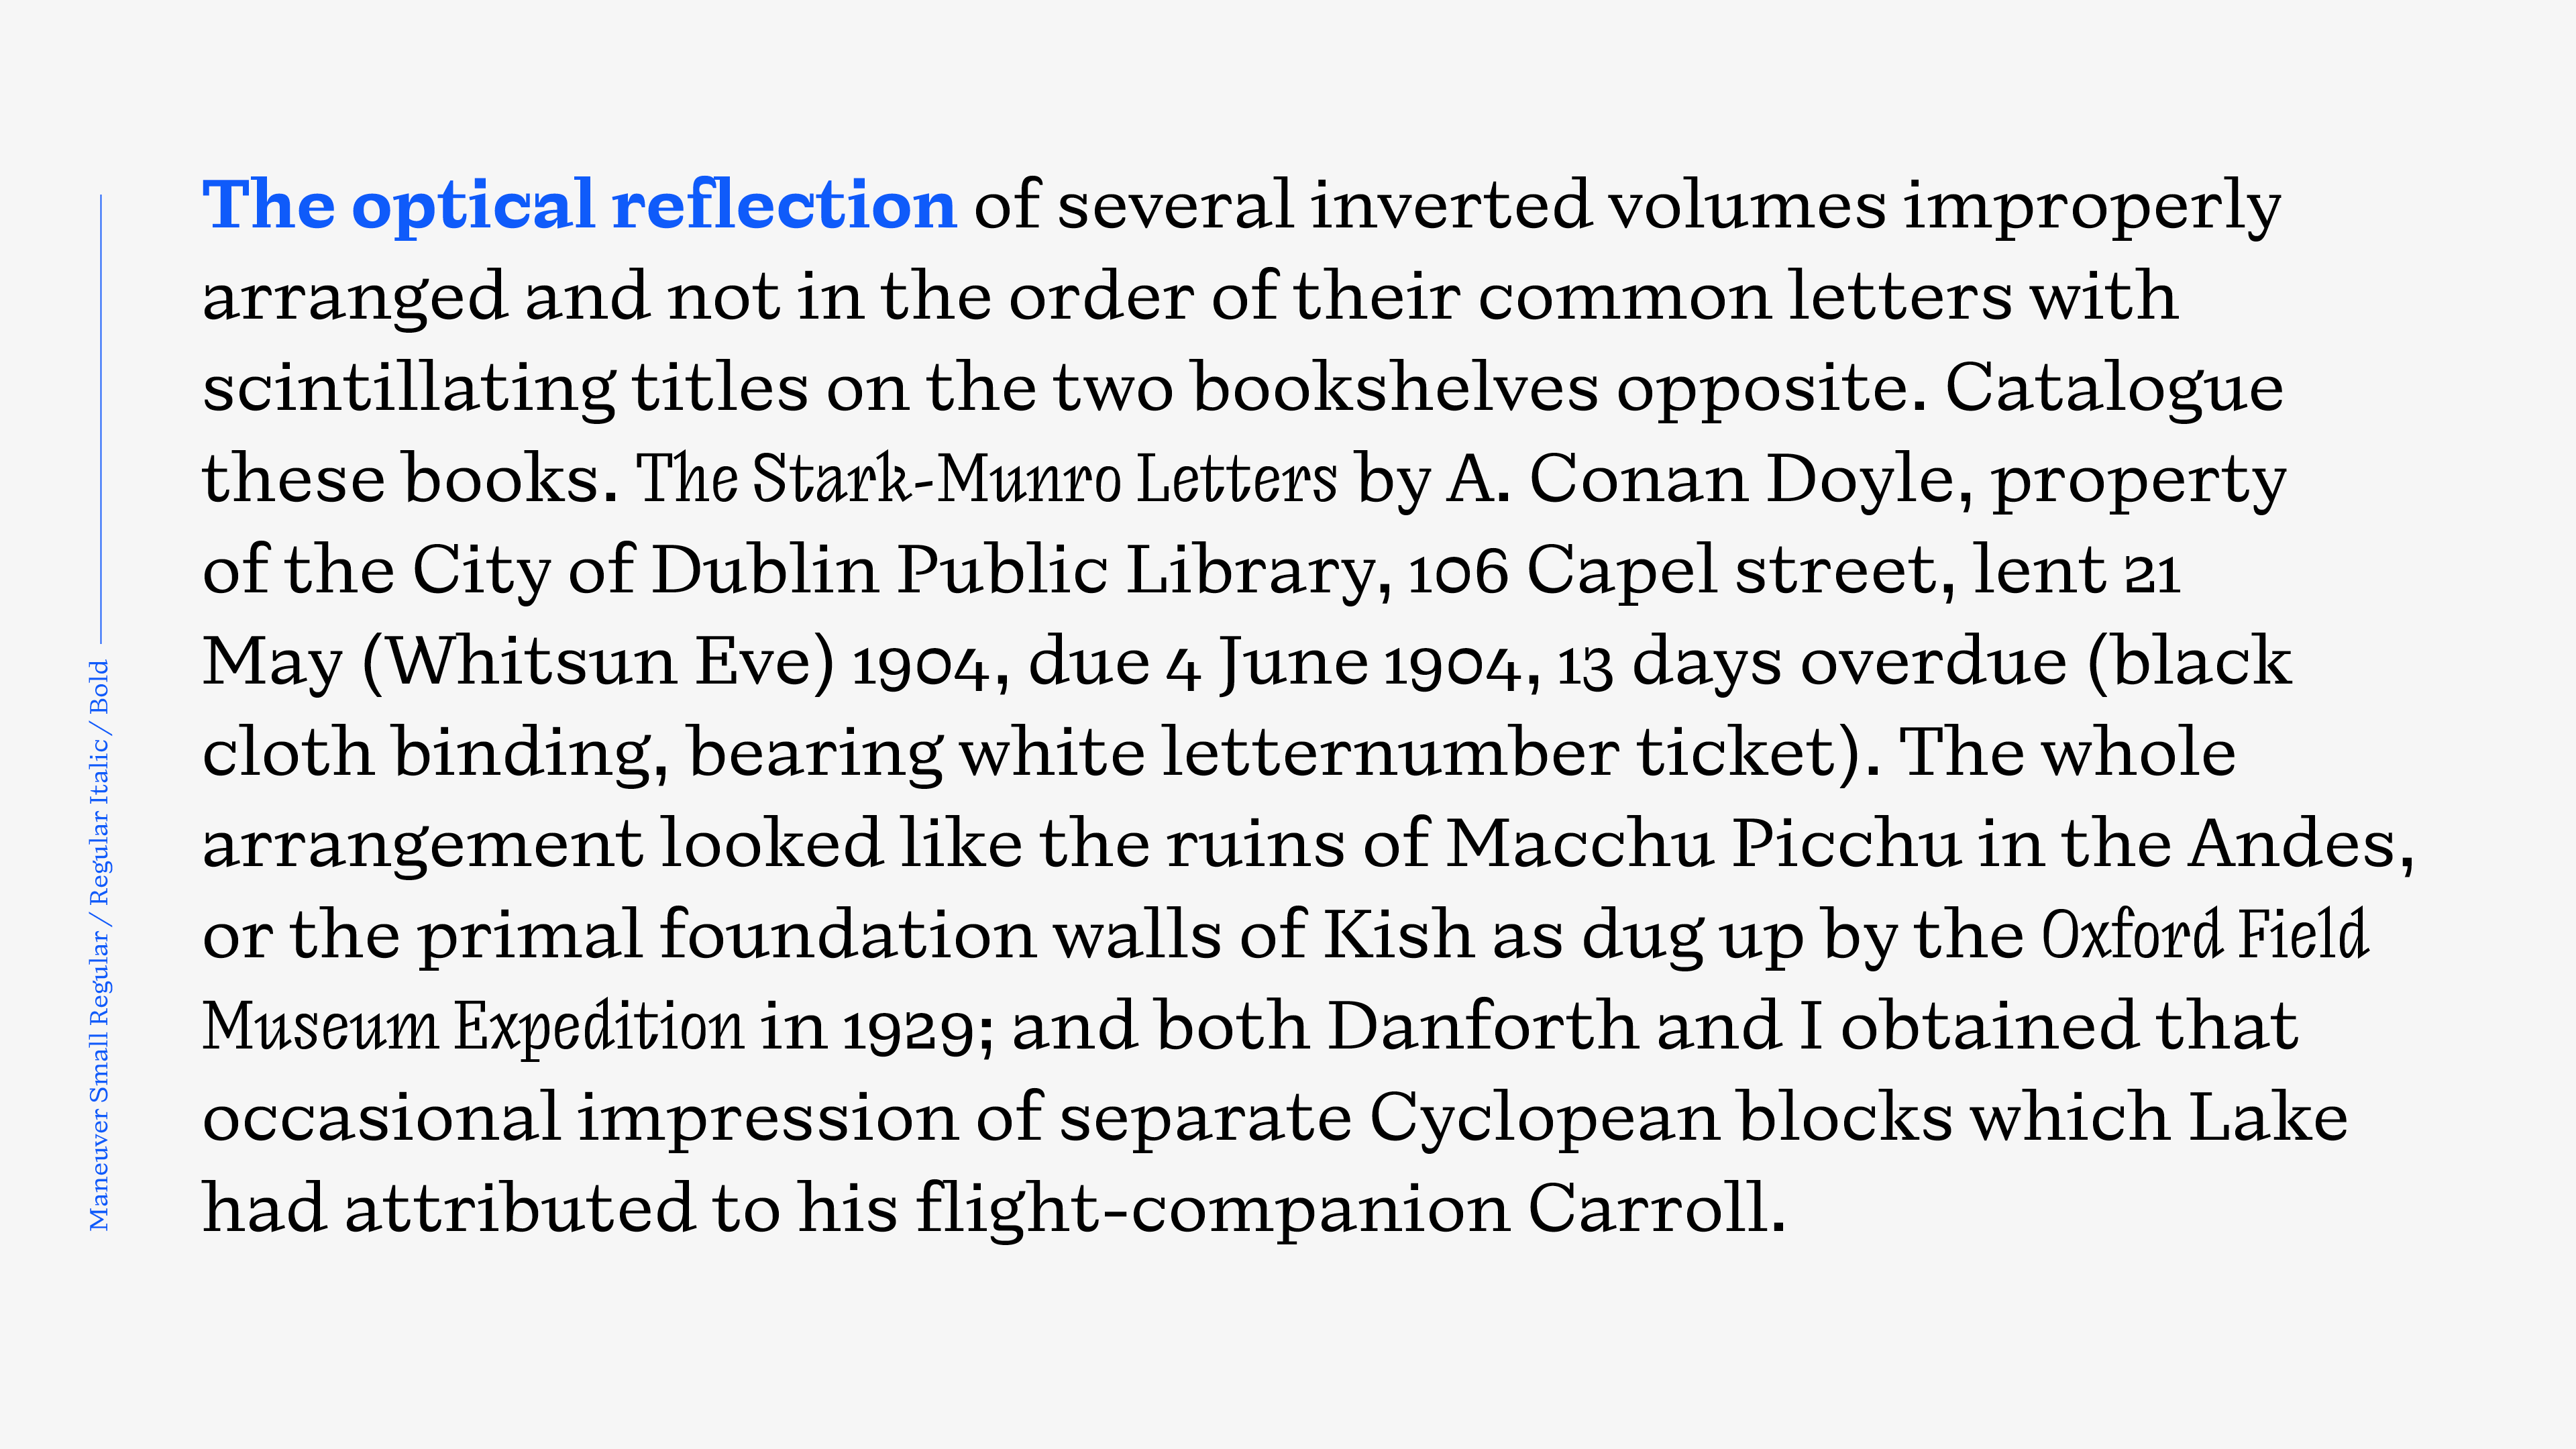 The optical reflection of several inverted volumes improperly
arranged and not in the order of their common letters with
scintillating titles on the two bookshelves opposite. Catalogue
these books. The Stark-Munro Letters by A. Conan Doyle, property
of the City of Dublin Public Library, 106 Capel street, lent 21
May (Whitsun Eve) 1904, due 4 June 1904, 13 days overdue (black
cloth binding, bearing white letternumber ticket). The whole
arrangement looked like the ruins of Macchu Picchu in the Andes,
or the primal foundation walls of Kish as dug up by the Oxford Field
Museum Expedition in 1929; and both Danforth and I obtained that
occasional impression of separate Cyclopean blocks which Lake
had attributed to his flight-companion Carroll.
Maneuver Small Regular / Regular Italic / Bold